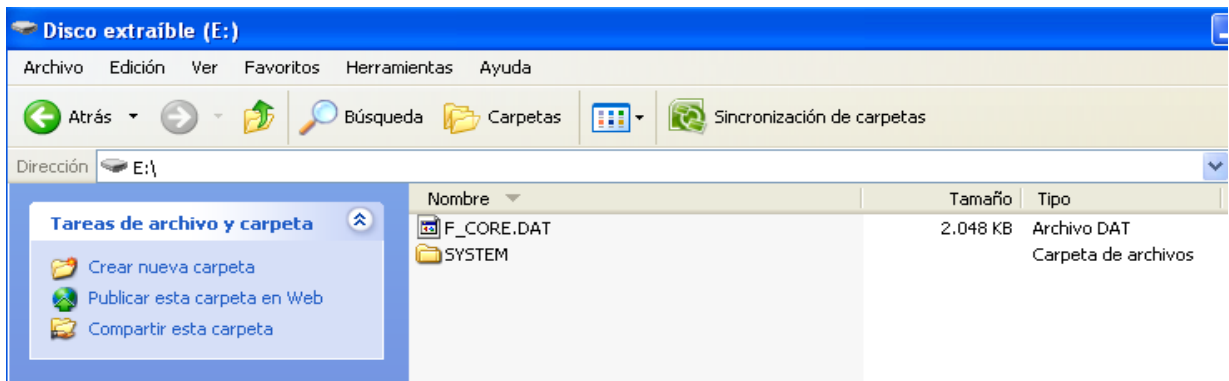 Disco extraíble (E:)
Archivo Edición Ver Favoritos Herramientas Ayuda
Atrás Búsqueda Carpetas Sincronización de carpetas
Dirección E:\
Nombre Tamaño Tipo
Tareas de archivo y carpeta
F_CORE.DAT 2.048 KB Archivo DAT
SYSTEM Carpeta de archivos
Crear nueva carpeta
Publicar esta carpeta en Web
Compartir esta carpeta